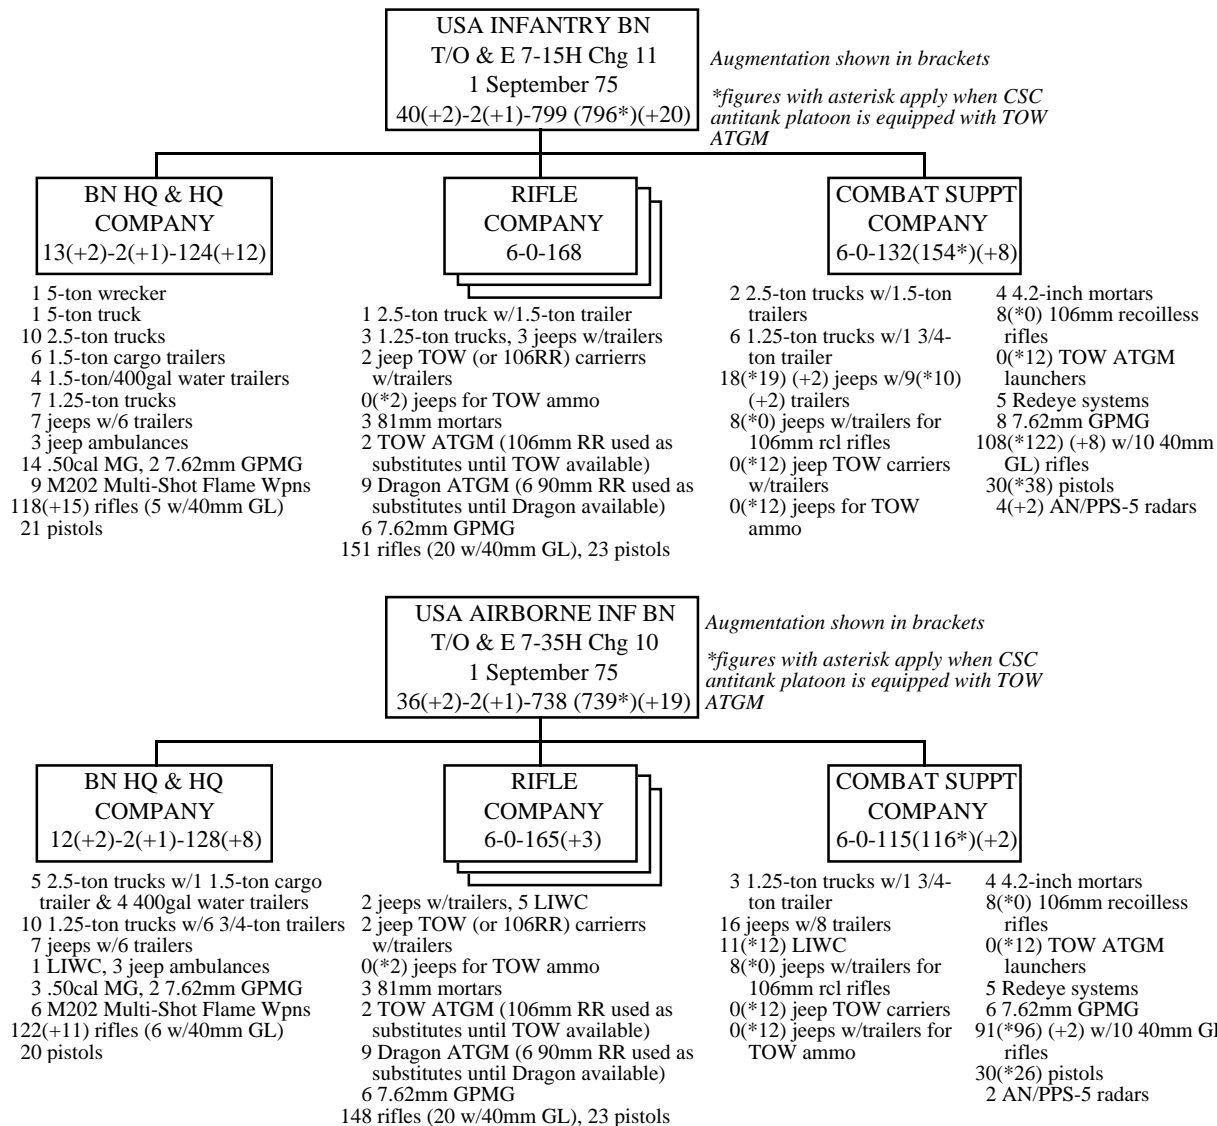 USA INFANTRY BN
T/O & E 7-15H Chg 11
1 September 75
40(+2)-2(+1)-799 (796*)(+20)
Augmentation shown in brackets
*figures with asterisk apply when CSC
antitank platoon is equipped with TOW
ATGM
BN HQ & HQ
COMPANY
13(+2)-2(+1)-124(+12)
1 5-ton wrecker
1 5-ton truck
10 2.5-ton trucks
6 1.5-ton cargo trailers
4 1.5-ton/400gal water trailers
7 1.25-ton trucks
7 jeeps w/6 trailers
3 jeep ambulances
14 .50cal MG, 2 7.62mm GPMG
9 M202 Multi-Shot Flame Wpns
118(+15) rifles (5 w/40mm GL)
21 pistols
RIFLE
COMPANY
6-0-168
1 2.5-ton truck w/1.5-ton trailer
3 1.25-ton trucks, 3 jeeps w/trailers
2 jeep TOW (or 106RR) carierrs
w/trailers
0(*2) jeeps for TOW ammo
3 81mm mortars
2 TOW ATGM (106mm RR used as
substitutes until TOW available)
9 Dragon ATGM (6 90mm RR used as
substitutes until Dragon available)
6 7.62mm GPMG
151 rifles (20 w/40mm GL), 23 pistols
COMBAT SUPPT
COMPANY
6-0-132(154*)(+8)
2 2.5-ton trucks w/1.5-ton
trailers
6 1.25-ton trucks w/1 3/4-
ton trailer
18(*19) (+2) jeeps w/9(*10)
(+2) trailers
8(*0) jeeps w/trailers for
106mm rcl rifles
0(*12) jeep TOW carriers
w/trailers
0(*12) jeeps for TOW
ammo
4 4.2-inch mortars
8(*0) 106mm recoilless
rifles
0(*12) TOW ATGM
launchers
5 Redeye systems
8 7.62mm GPMG
108(*122) (+8) w/10 40mm
GL) rifles
30(*38) pistols
4(+2) AN/PPS-5 radars
USA AIRBORNE INF BN
T/O & E 7-35H Chg 10
1 September 75
36(+2)-2(+1)-738 (739*)(+19)
Augmentation shown in brackets
*figures with asterisk apply when CSC
antitank platoon is equipped with TOW
ATGM
BN HQ & HQ
COMPANY
12(+2)-2(+1)-128(+8)
5 2.5-ton trucks w/1 1.5-ton cargo
trailer & 4 400gal water trailers
10 1.25-ton trucks w/6 3/4-ton trailers
7 jeeps w/6 trailers
1 LIWC, 3 jeep ambulances
3 .50cal MG, 2 7.62mm GPMG
6 M202 Multi-Shot Flame Wpns
122(+11) rifles (6 w/40mm GL)
20 pistols
RIFLE
COMPANY
6-0-165(+3)
2 jeeps w/trailers, 5 LIWC
2 jeep TOW (or 106RR) carierrs
w/trailers
0(*2) jeeps for TOW ammo
3 81mm mortars
2 TOW ATGM (106mm RR used as
substitutes until TOW available)
9 Dragon ATGM (6 90mm RR used as
substitutes until Dragon available)
6 7.62mm GPMG
148 rifles (20 w/40mm GL), 23 pistols
COMBAT SUPPT
COMPANY
6-0-115(116*)(+2)
3 1.25-ton trucks w/1 3/4-
ton trailer
16 jeeps w/8 trailers
11(*12) LIWC
8(*0) jeeps w/trailers for
106mm rcl rifles
0(*12) jeep TOW carriers
0(*12) jeeps w/trailers for
TOW ammo
4 4.2-inch mortars
8(*0) 106mm recoilless
rifles
0(*12) TOW ATGM
launchers
5 Redeye systems
6 7.62mm GPMG
91(*96) (+2) w/10 40mm
rifles
30(*26) pistols
2 AN/PPS-5 radars